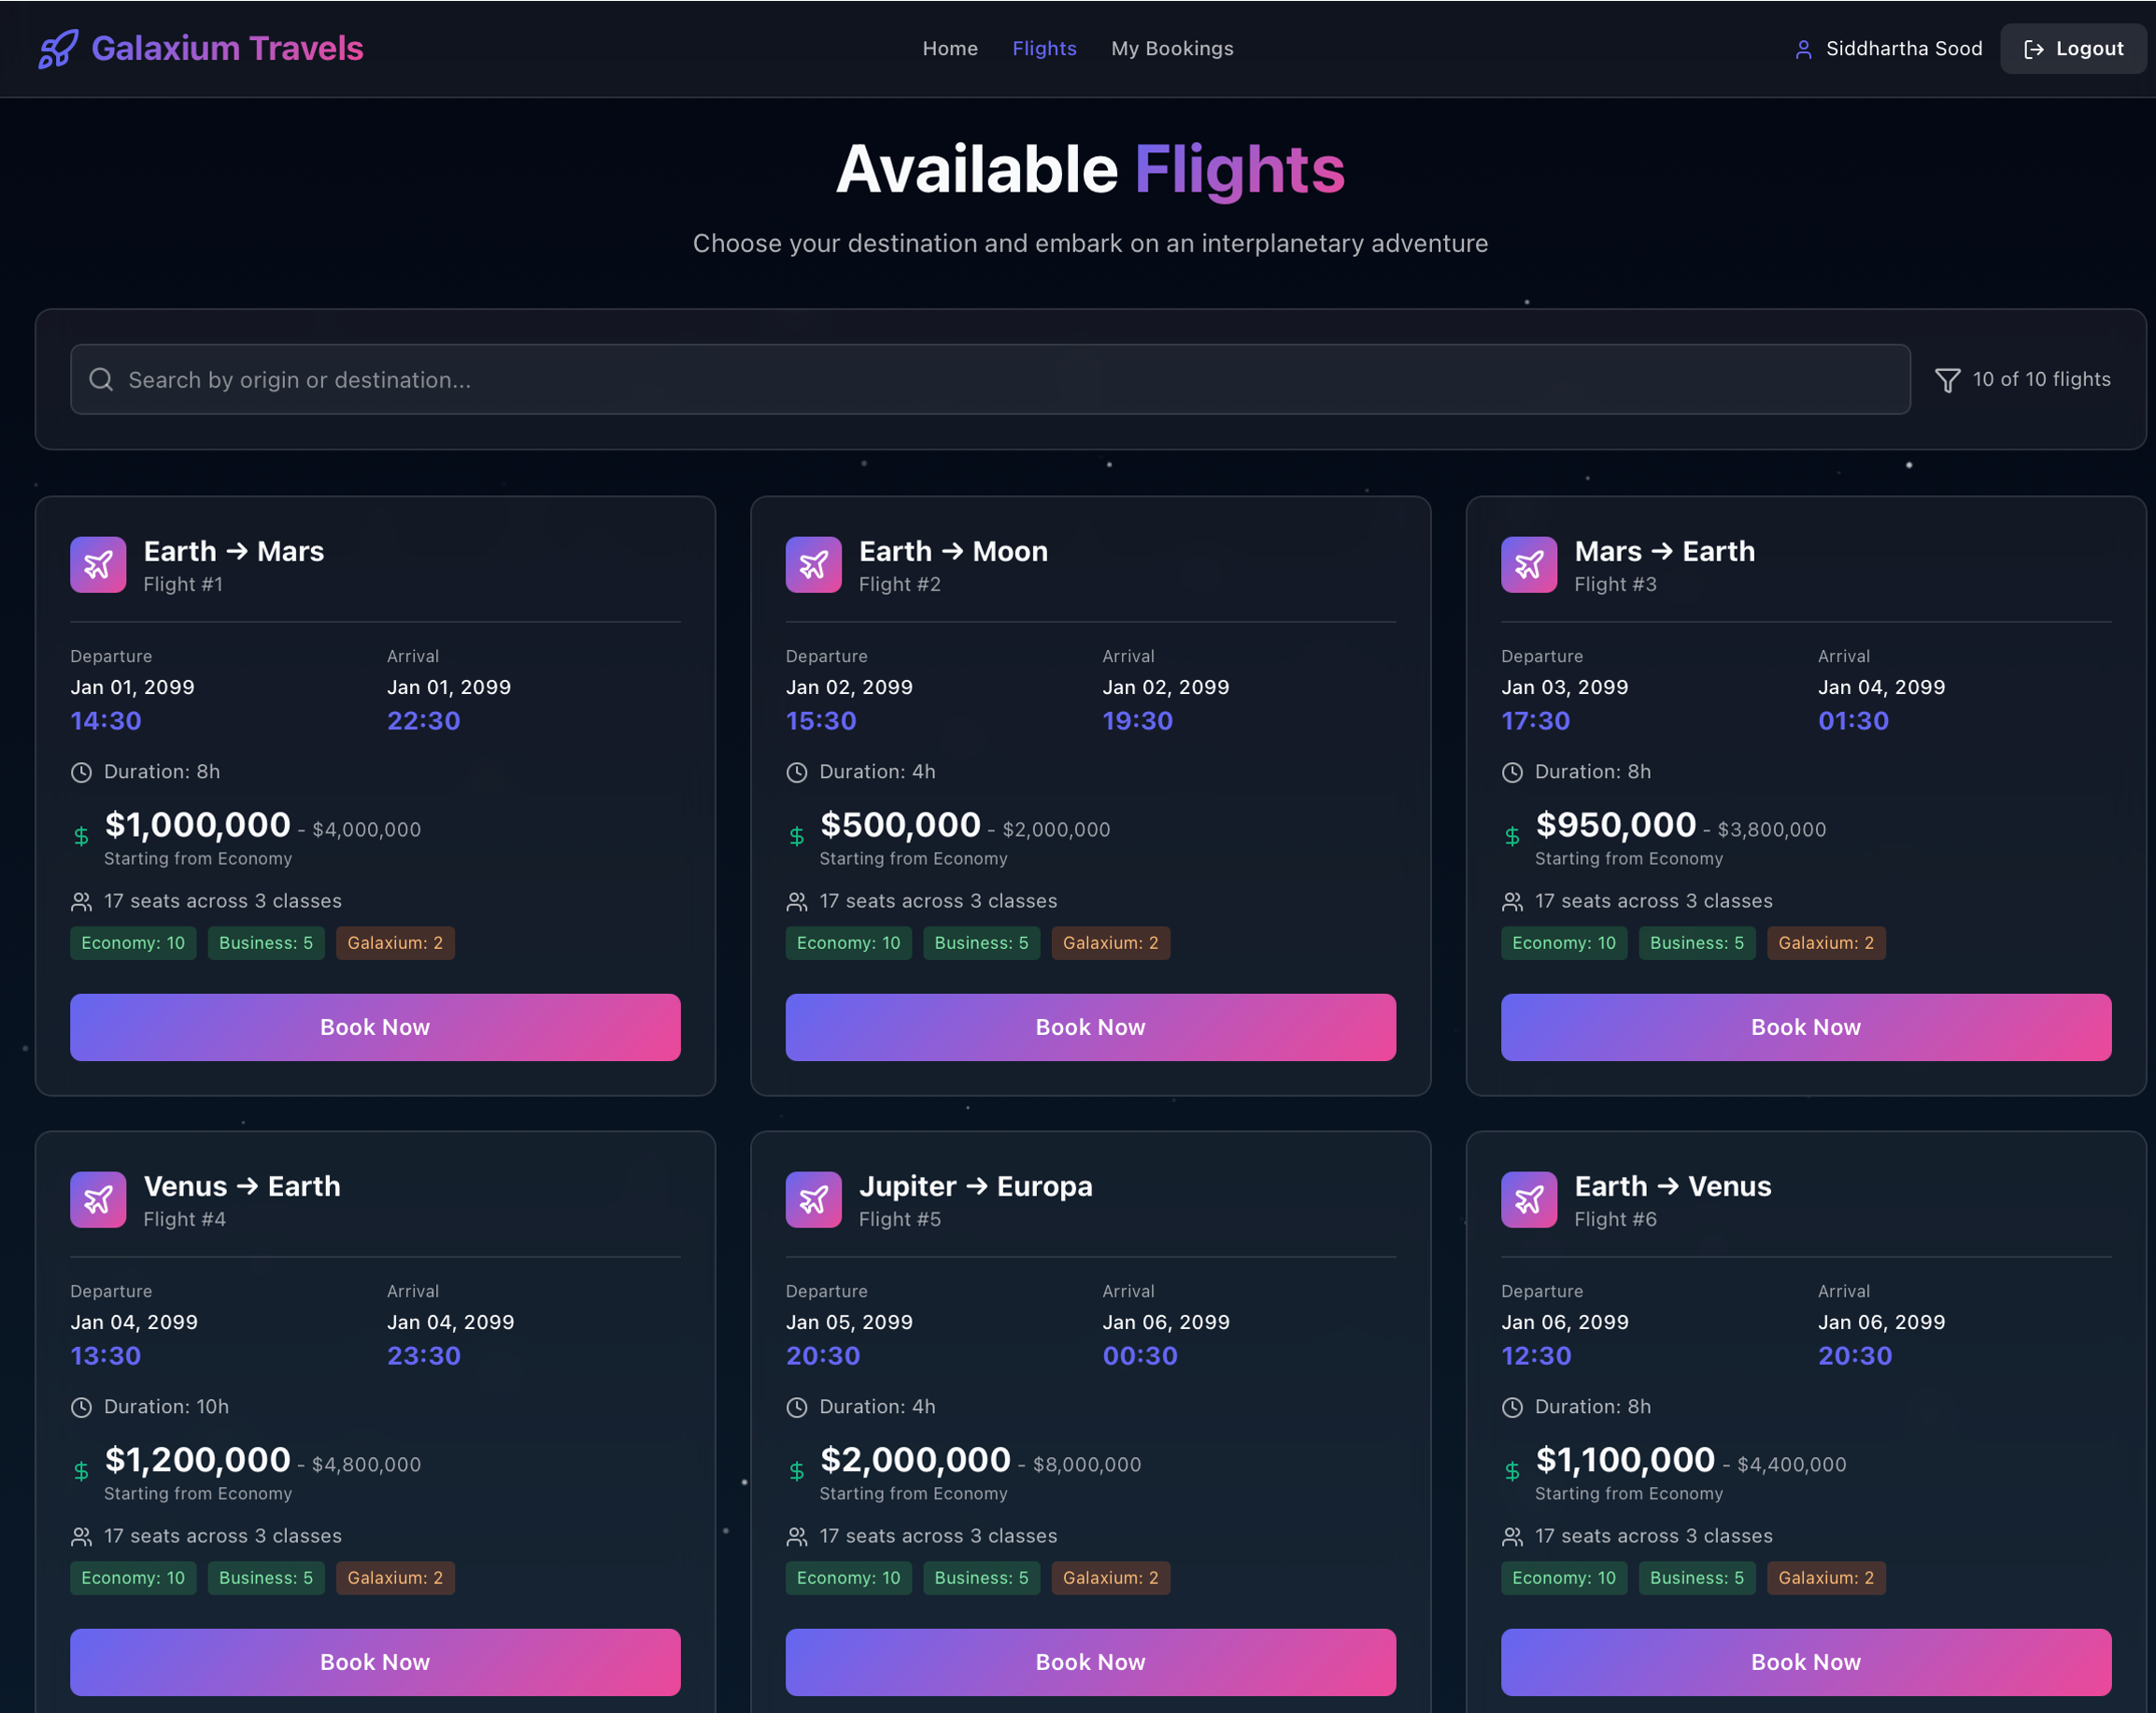 Galaxium Travels
Home
Flights
My Bookings
Siddhartha Sood
Logout
Available Flights
Choose your destination and embark on an interplanetary adventure
Search by origin or destination...
10 of 10 flights
Earth → Mars
Flight #1
Departure
Arrival
Jan 01, 2099
Jan 01, 2099
14:30
22:30
Duration: 8h
$ $1,000,000 - $4,000,000
Starting from Economy
17 seats across 3 classes
Economy: 10
Business: 5
Galaxium: 2
Book Now
Earth → Moon
Flight #2
Departure
Arrival
Jan 02, 2099
Jan 02, 2099
15:30
19:30
Duration: 4h
$ $500,000 - $2,000,000
Starting from Economy
17 seats across 3 classes
Economy: 10
Business: 5
Galaxium: 2
Book Now
Mars → Earth
Flight #3
Departure
Arrival
Jan 03, 2099
Jan 04, 2099
17:30
01:30
Duration: 8h
$ $950,000 - $3,800,000
Starting from Economy
17 seats across 3 classes
Economy: 10
Business: 5
Galaxium: 2
Book Now
Venus → Earth
Flight #4
Departure
Arrival
Jan 04, 2099
Jan 04, 2099
13:30
23:30
Duration: 10h
$ $1,200,000 - $4,800,000
Starting from Economy
17 seats across 3 classes
Economy: 10
Business: 5
Galaxium: 2
Book Now
Jupiter → Europa
Flight #5
Departure
Arrival
Jan 05, 2099
Jan 06, 2099
20:30
00:30
Duration: 4h
$ $2,000,000 - $8,000,000
Starting from Economy
17 seats across 3 classes
Economy: 10
Business: 5
Galaxium: 2
Book Now
Earth → Venus
Flight #6
Departure
Arrival
Jan 06, 2099
Jan 06, 2099
12:30
20:30
Duration: 8h
$ $1,100,000 - $4,400,000
Starting from Economy
17 seats across 3 classes
Economy: 10
Business: 5
Galaxium: 2
Book Now